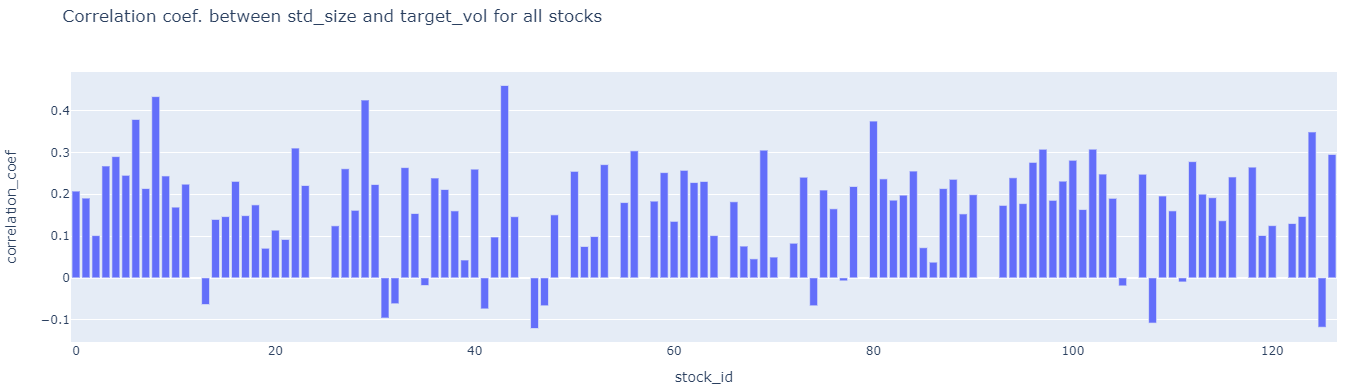 Correlation coef. between std_size and target_vol for all stocks
correlation_coef
0.4
0.3
0.2
0.1
0
−0.1
0 20 40 60 80 100 120
stock_id